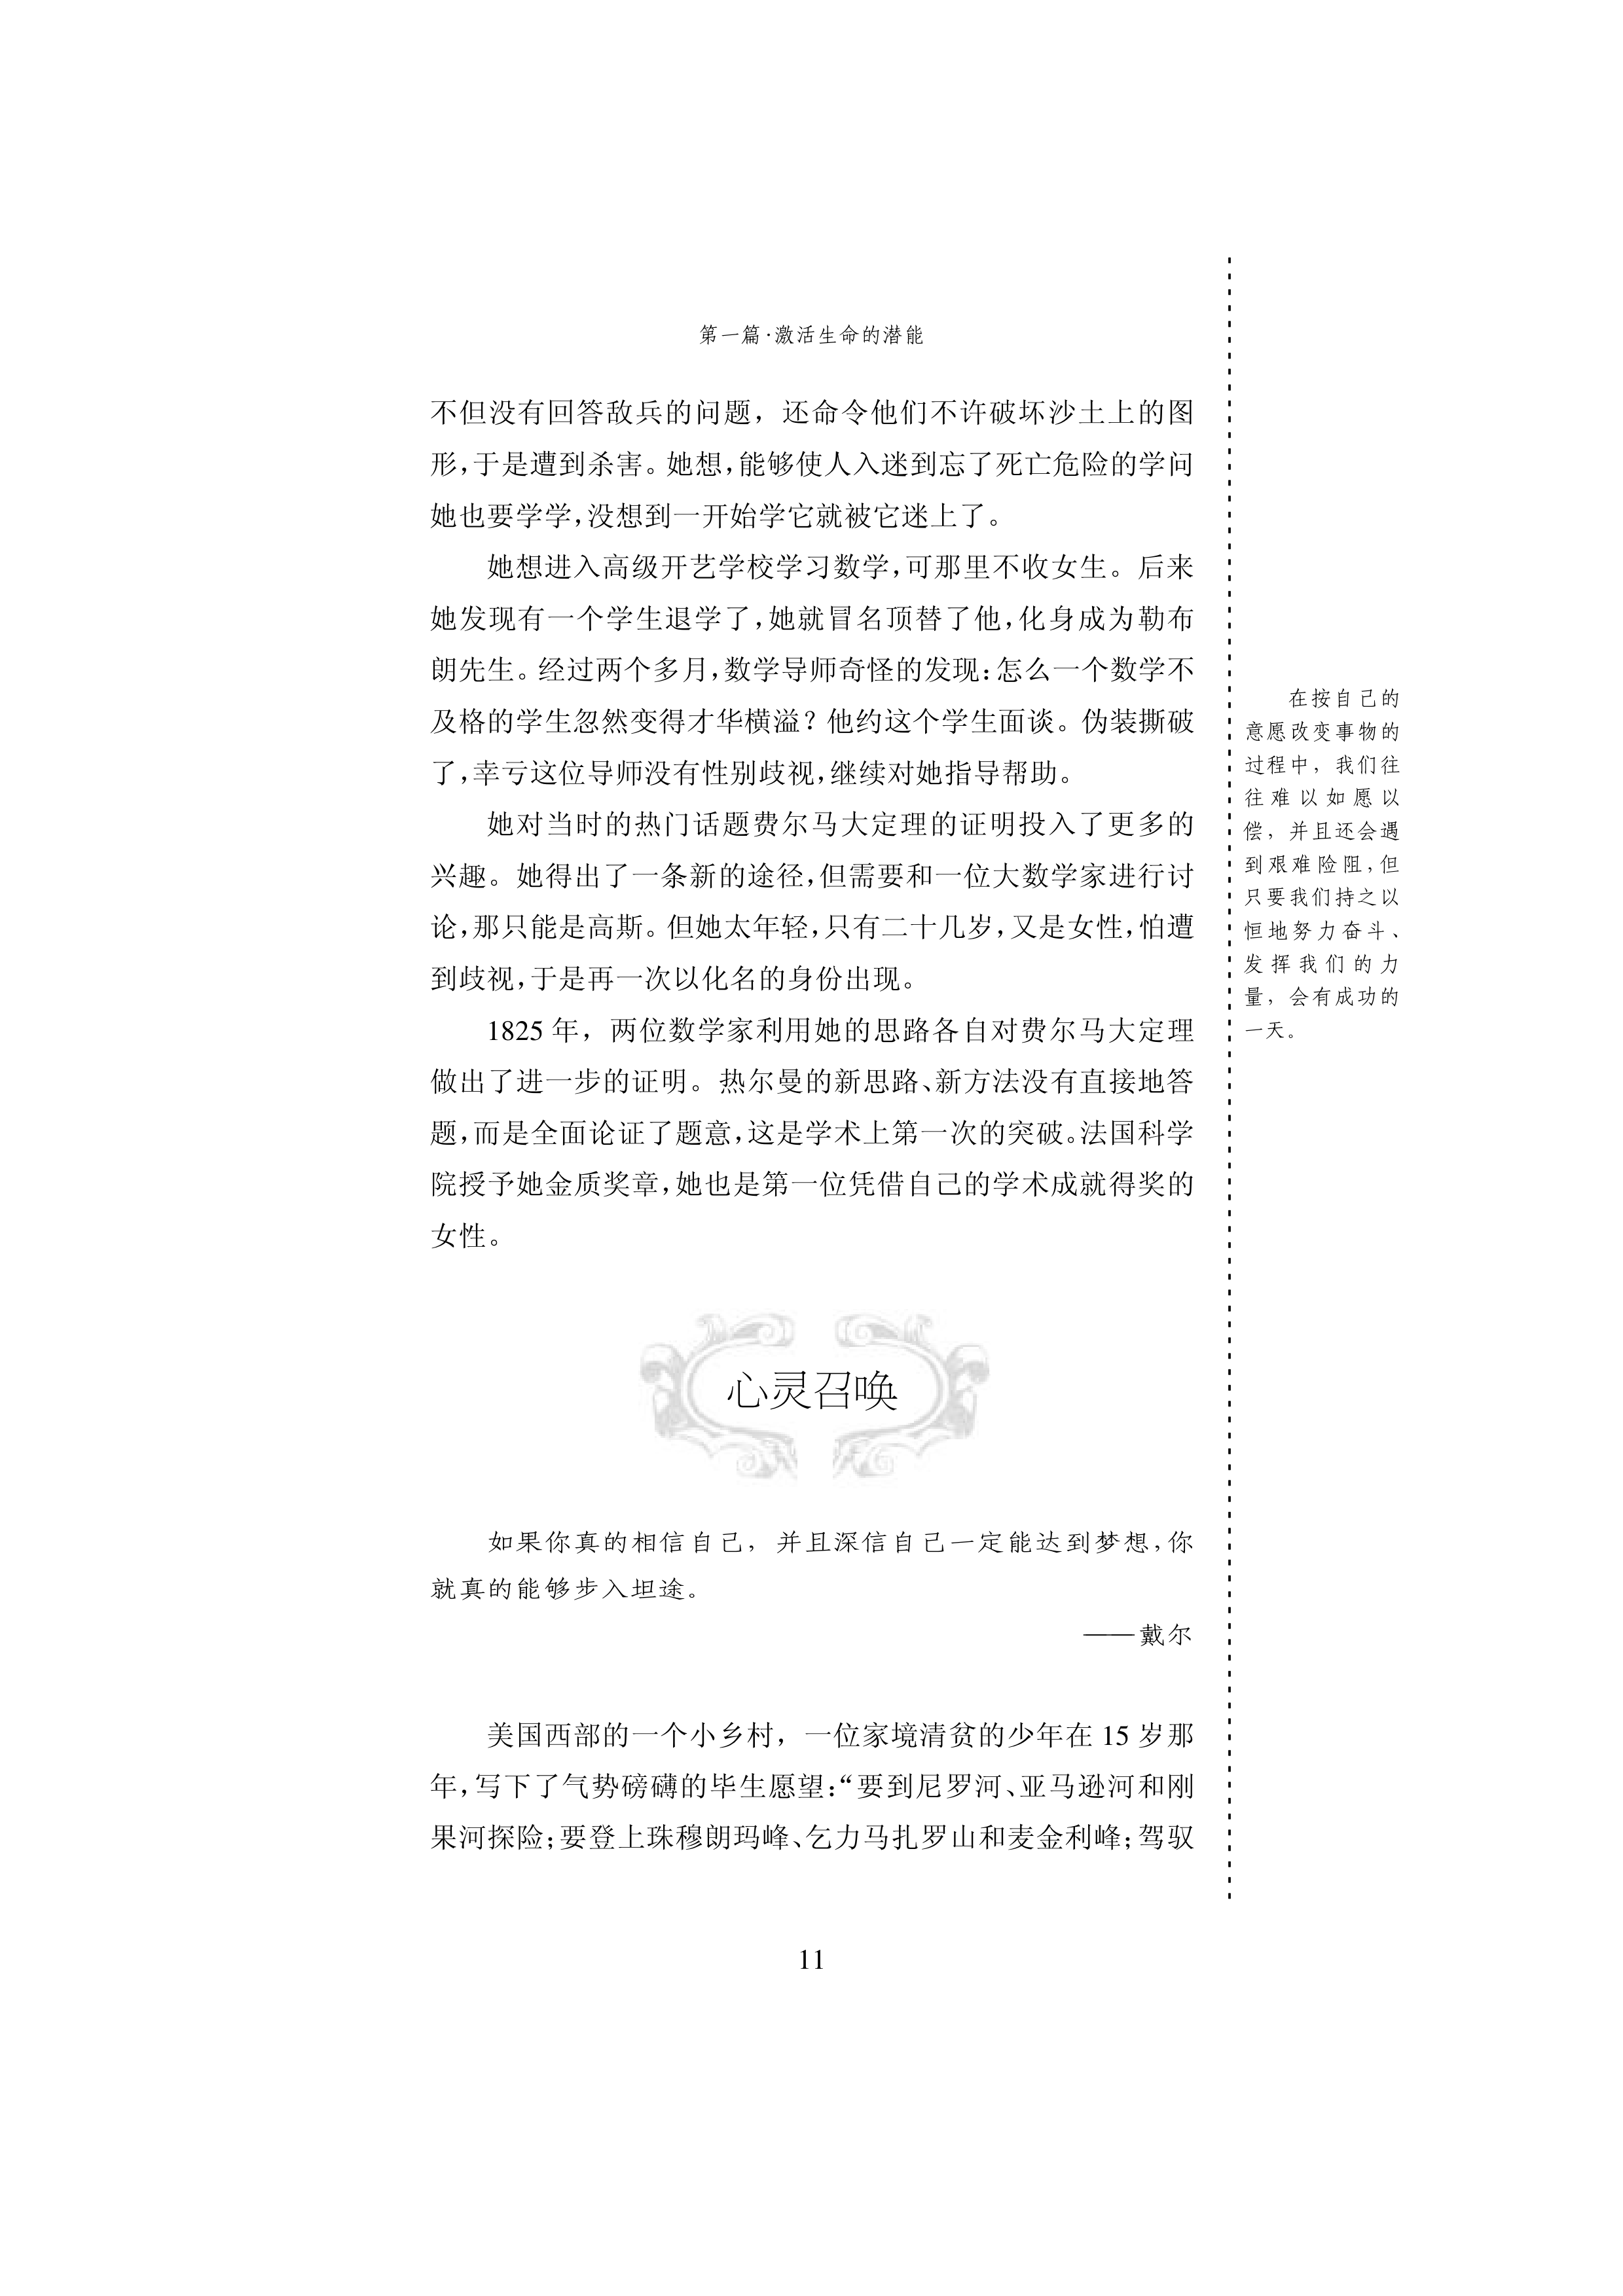 第一篇·激活生命的潜能
不但没有回答敌兵的问题，还命令他们不许破坏沙土上的图
形，于是遭到杀害。她想，能够使人入迷到忘了死亡危险的学问
她也要学学，没想到一开始学它就被它迷上了。
她想进入高级开艺学校学习数学，可那里不收女生。后来
她发现有一个学生退学了，她就冒名顶替了他，化身成为勒布
朗先生。经过两个多月，数学导师奇怪的发现：怎么一个数学不
及格的学生忽然变得才华横溢？他约这个学生面谈。伪装撕破
了，幸亏这位导师没有性别歧视，继续对她指导帮助。
她对当时的热门话题费尔马大定理的证明投入了更多的
兴趣。她得出了一条新的途径，但需要和一位大数学家进行讨
论，那只能是高斯。但她太年轻，只有二十几岁，又是女性，怕遭
到歧视，于是再一次以化名的身份出现。
1825 年，两位数学家利用她的思路各自对费尔马大定理
做出了进一步的证明。热尔曼的新思路、新方法没有直接地答
题，而是全面论证了题意，这是学术上第一次的突破。法国科学
院授予她金质奖章，她也是第一位凭借自己的学术成就得奖的
女性。
在按自己的
意愿改变事物的
过程中，我们往
往难以如愿以
偿，并且还会遇
到艰难险阻，但
只要我们持之以
恒地努力奋斗、
发挥我们的力
量，会有成功的
一天。
心灵召唤
如果你真的相信自己，并且深信自己一定能达到梦想，你
就真的能够步入坦途。
——戴尔
美国西部的一个小乡村，一位家境清贫的少年在 15 岁那
年，写下了气势磅礴的毕生愿望：“要到尼罗河、亚马逊河和刚
果河探险；要登上珠穆朗玛峰、乞力马扎罗山和麦金利峰；驾驭
11